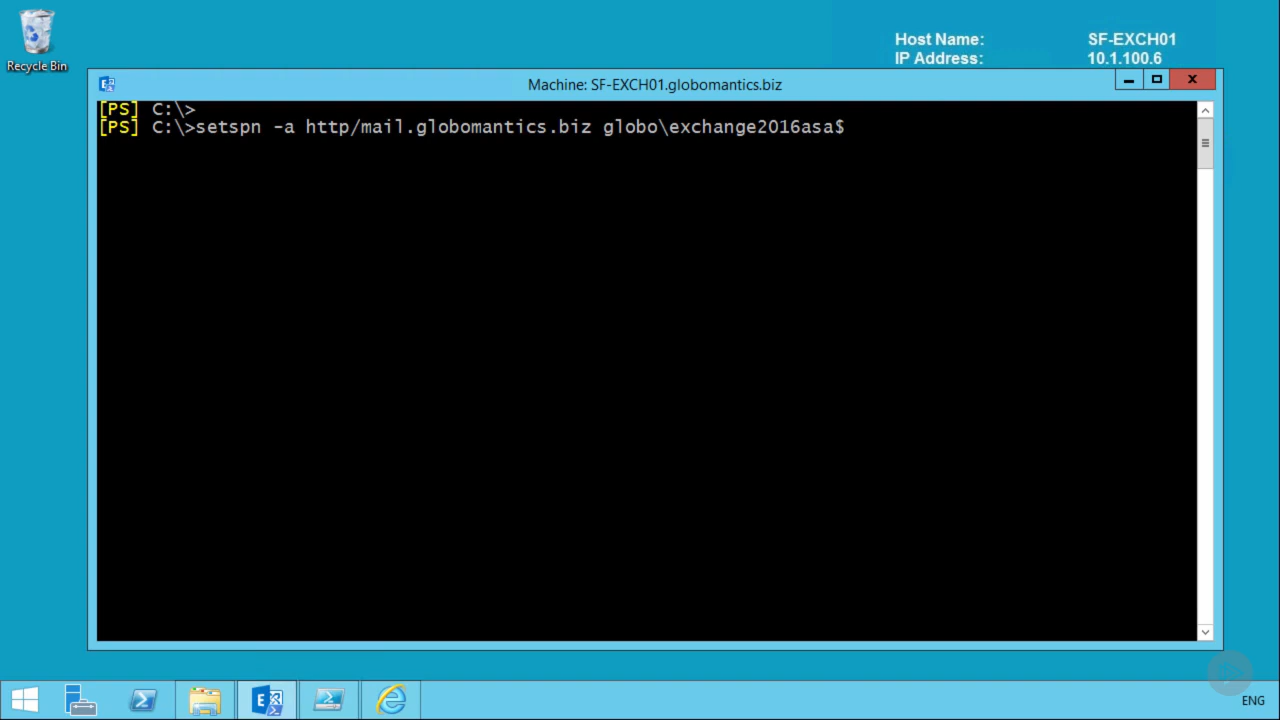 Recycle Bin
Host Name: SF-EXCH01
IP Address: 10.1.100.6
Machine: SF-EXCH01.globomantics.biz
[PS] C:\>
[PS] C:\>setspn -a http/mail.globomantics.biz globo\exchange2016asa$
ENG